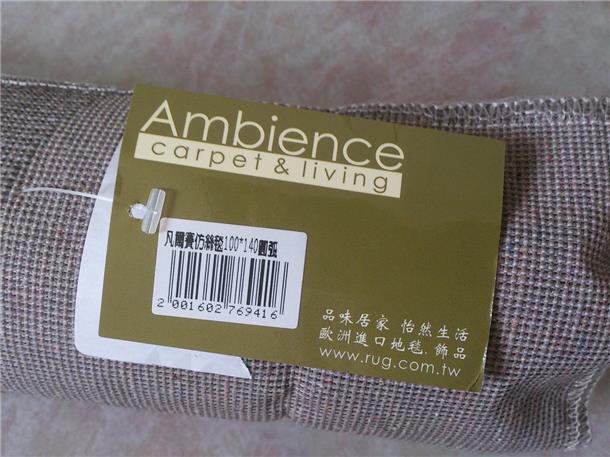 Ambience
carpet & living
凡爾賽仿絲毯100*140圓弧
2 001602 769416
品味居家 怡然生活
歐洲進口地毯.飾品
www.rug.com.tw